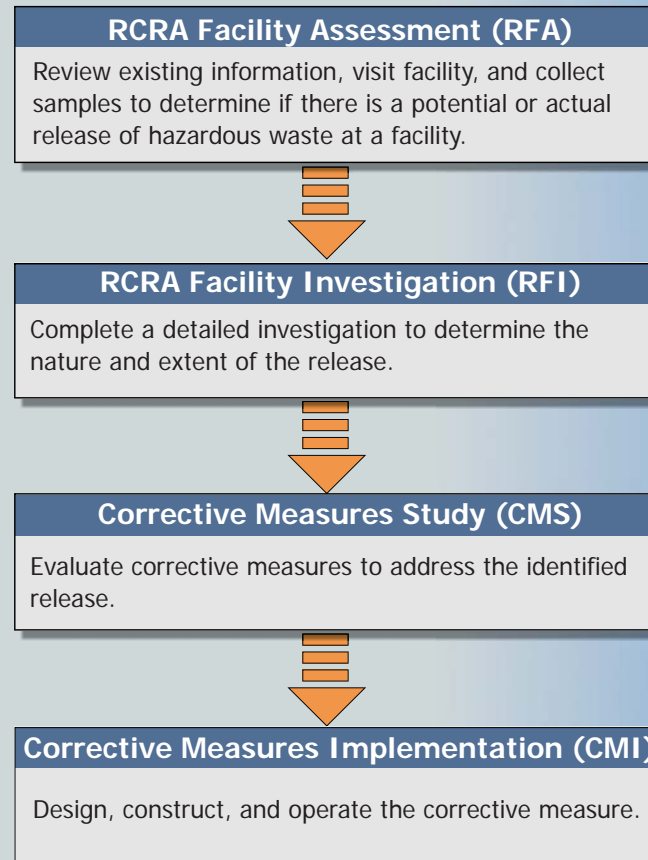 RCRA Facility Assessment (RFA)
Review existing information, visit facility, and collect
samples to determine if there is a potential or actual
release of hazardous waste at a facility.
RCRA Facility Investigation (RFI)
Complete a detailed investigation to determine the
nature and extent of the release.
Corrective Measures Study (CMS)
Evaluate corrective measures to address the identified
release.
Corrective Measures Implementation (CMI)
Design, construct, and operate the corrective measure.